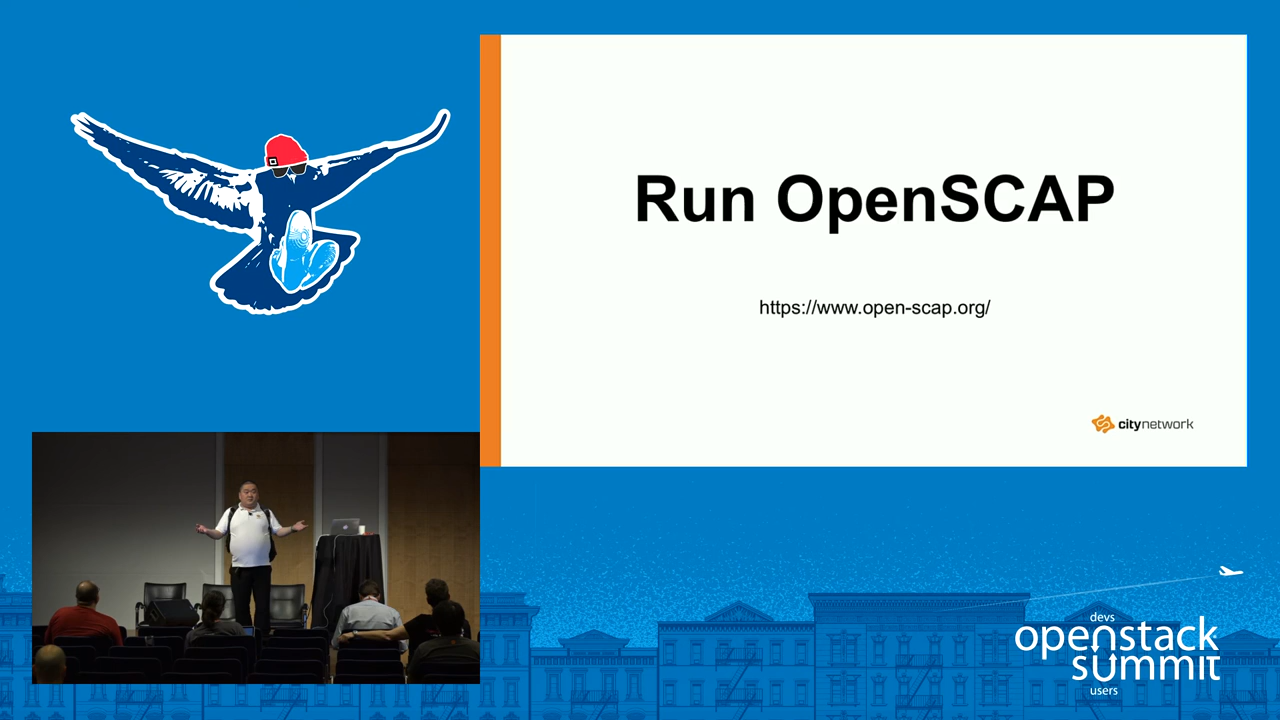 Run OpenSCAP
https://www.open-scap.org/
citynetwork
devs
openstack
summit
users